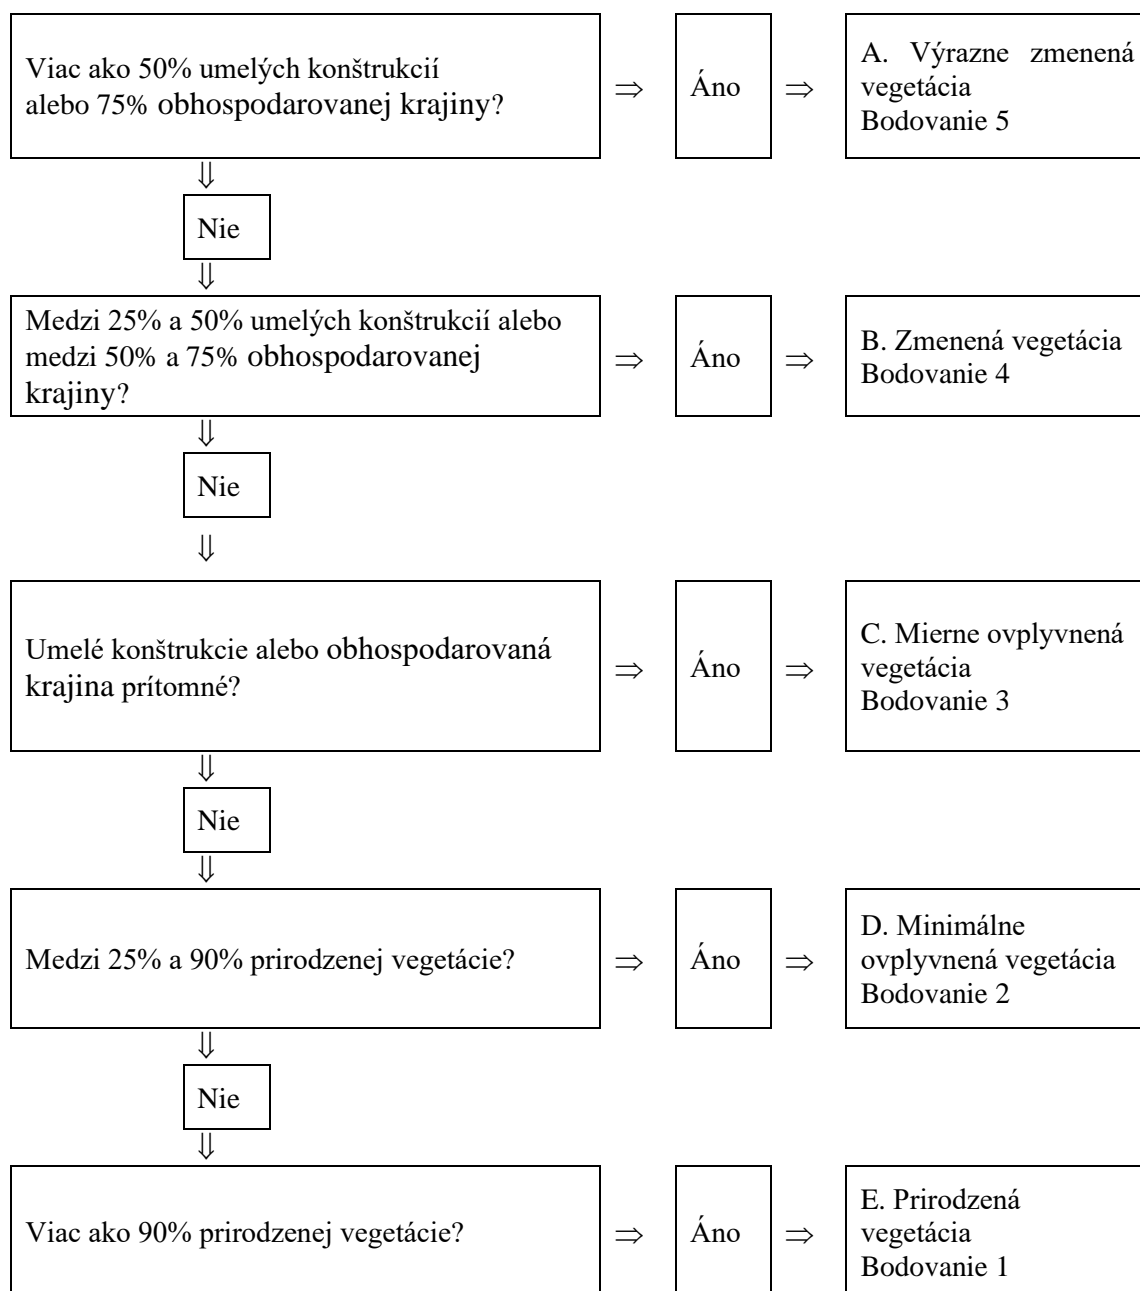 Viac ako 50% umelých konštrukcií
alebo 75% obhospodarovanej krajiny?
⇒
Áno
⇒
A. Výrazne zmenená
vegetácia
Bodovanie 5
⇓
Nie
⇓
Medzi 25% a 50% umelých konštrukcií alebo
medzi 50% a 75% obhospodarovanej
krajiny?
⇒
Áno
⇒
B. Zmenená vegetácia
Bodovanie 4
⇓
Nie
⇓
Umelé konštrukcie alebo obhospodarovaná
krajina prítomné?
⇒
Áno
⇒
C. Mierne ovplyvnená
vegetácia
Bodovanie 3
⇓
Nie
⇓
Medzi 25% a 90% prirodzenej vegetácie?
⇒
Áno
⇒
D. Minimálne
ovplyvnená vegetácia
Bodovanie 2
⇓
Nie
⇓
Viac ako 90% prirodzenej vegetácie?
⇒
Áno
⇒
E. Prirodzená
vegetácia
Bodovanie 1